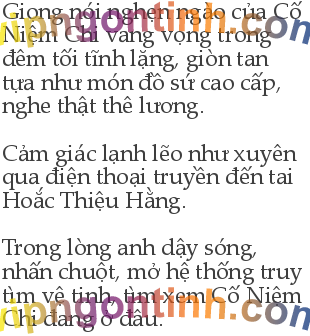 Giọng nói nghẹn ngào của Cố
Niệm Chi vang vọng trong
đêm tối tĩnh lặng, giòn tan
tựa như món đồ sứ cao cấp,
nghe thật thê lương.
Cảm giác lạnh lẽo như xuyên
qua điện thoại truyền đến tai
Hoắc Thiệu Hằng.
Trong lòng anh dậy sóng,
nhấn chuột, mở hệ thống truy
tìm vệ tinh, tìm xem Cố Niệm
Chi đang ở đâu.